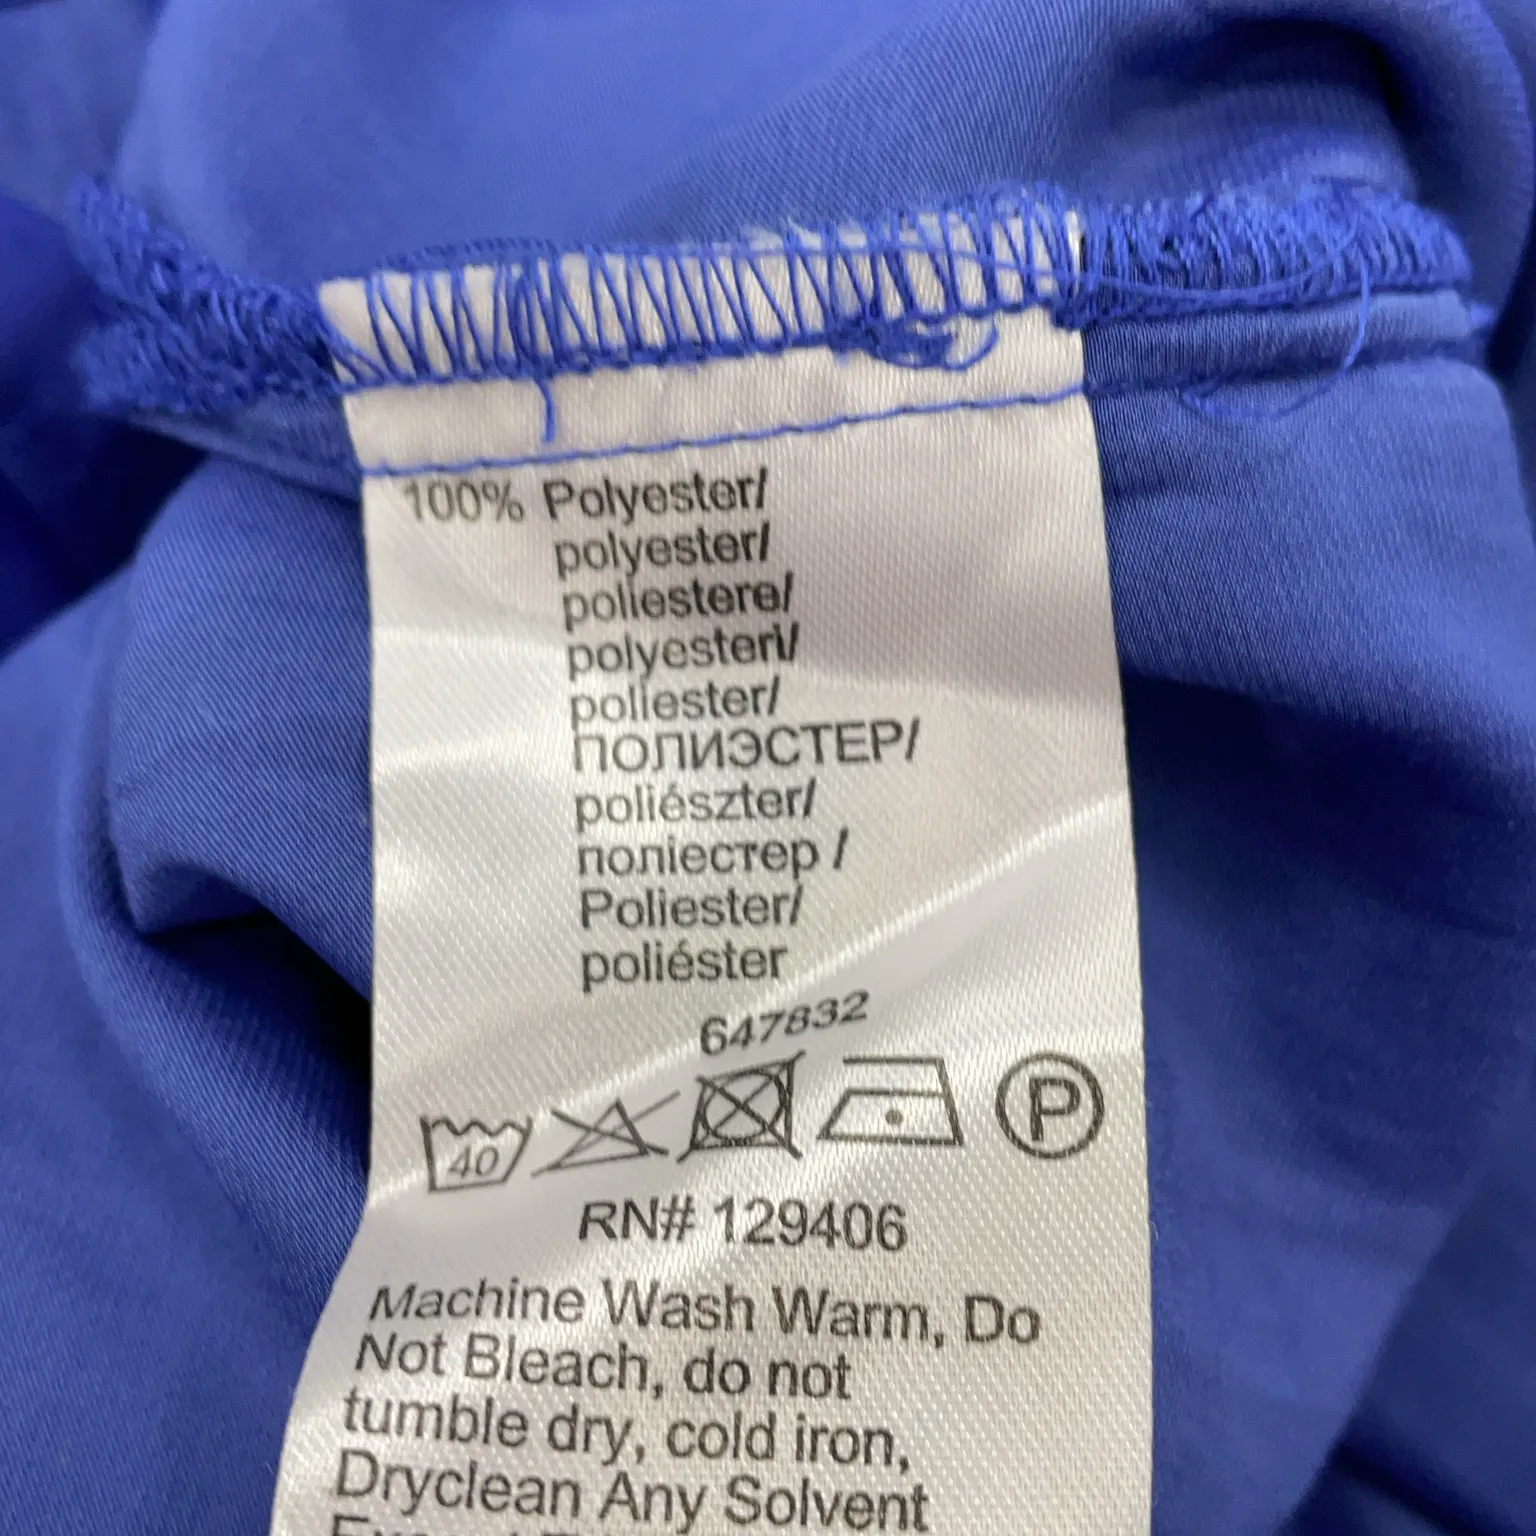 100% Polyester/
polyester/
poliestere/
polyesteri/
poliester/
ПОЛИЭСТЕР/
poliészter/
поліестер /
Poliester/
poliéster
647832
40
P
RN# 129406
Machine Wash Warm, Do
Not Bleach, do not
tumble dry, cold iron,
Dryclean Any Solvent